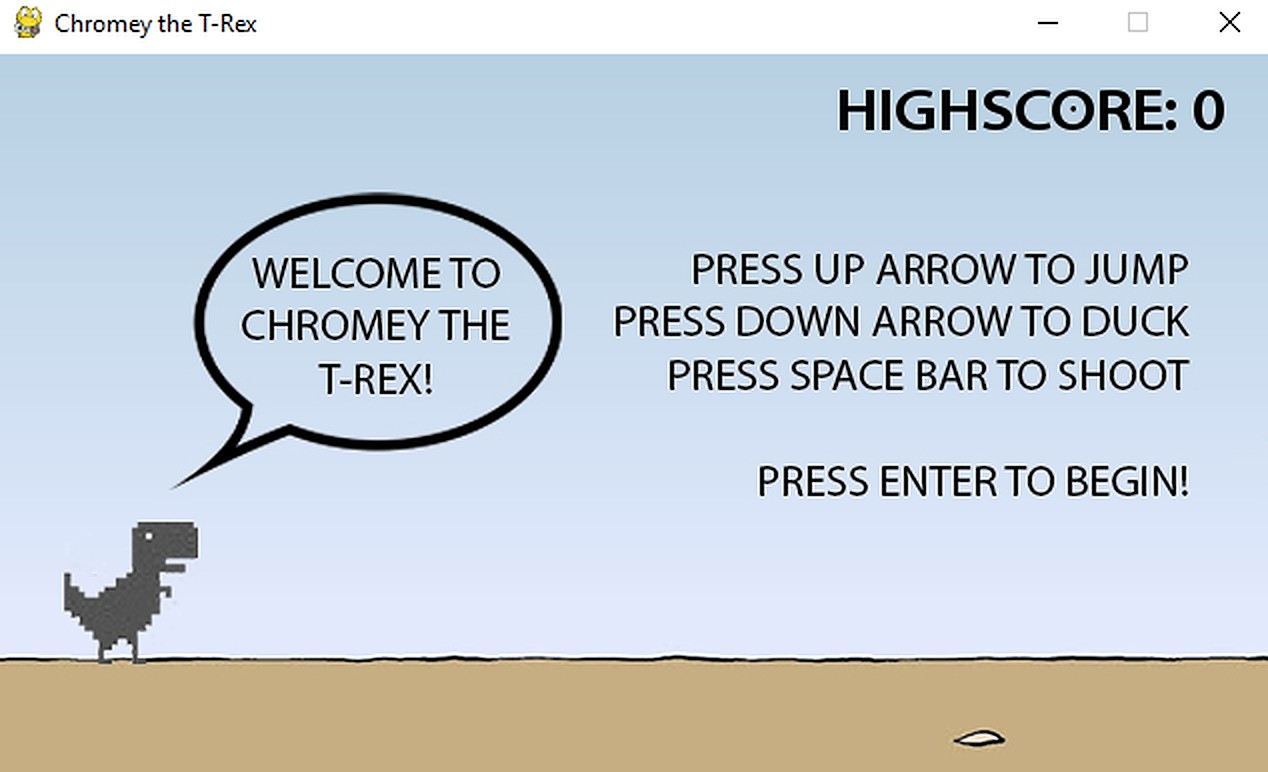 Chromey the T-Rex
HIGHSCORE: 0
WELCOME TO
CHROMEY THE
T-REX!
PRESS UP ARROW TO JUMP
PRESS DOWN ARROW TO DUCK
PRESS SPACE BAR TO SHOOT
PRESS ENTER TO BEGIN!